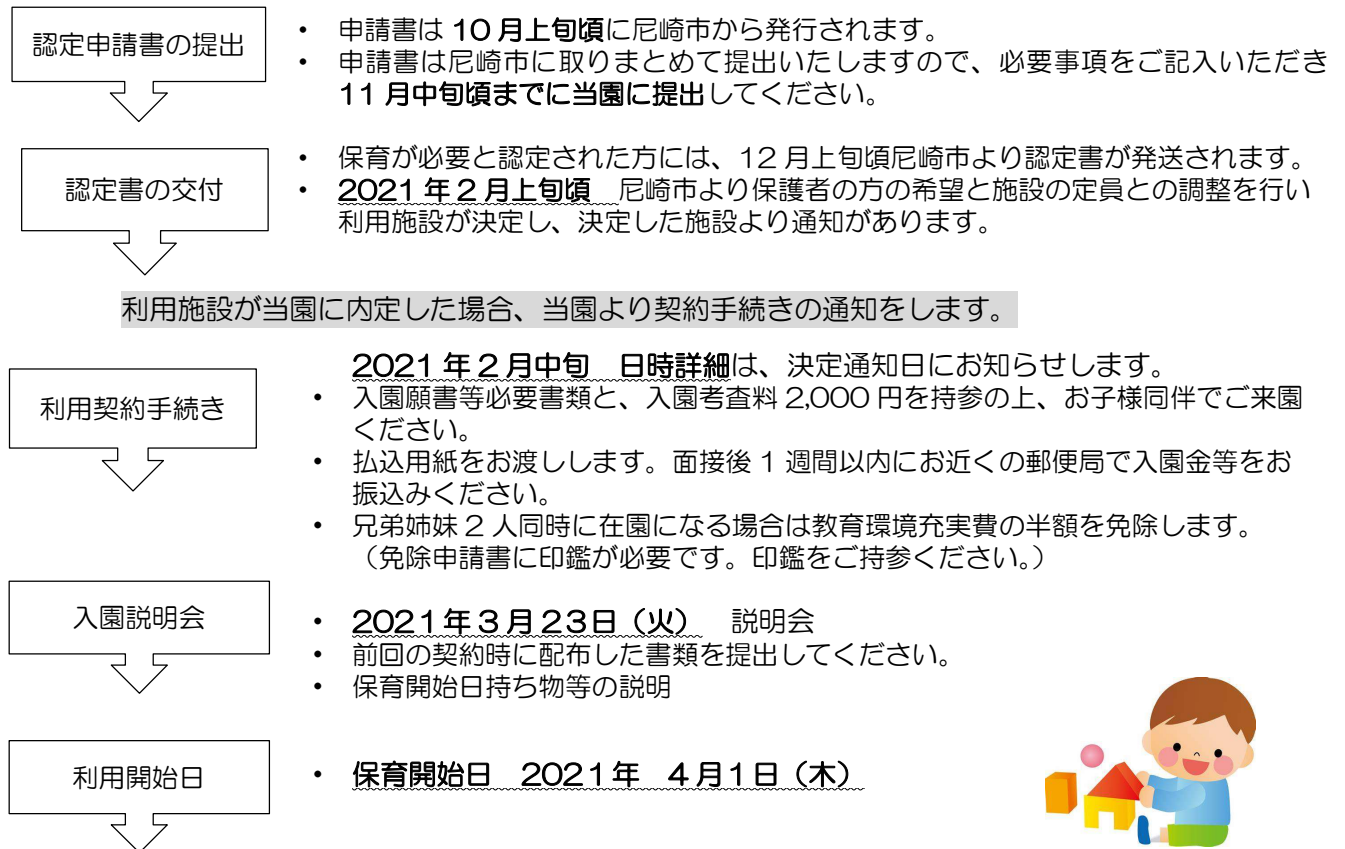 認定申請書の提出
・ 申請書は 10 月上旬頃に尼崎市から発行されます。
・ 申請書は尼崎市に取りまとめて提出いたしますので、必要事項をご記入いただき
11 月中旬頃までに当園に提出してください。
認定書の交付
・ 保育が必要と認定された方には、12 月上旬頃尼崎市より認定書が発送されます。
・ 2021 年2月上旬頃 尼崎市より保護者の方の希望と施設の定員との調整を行い
利用施設が決定し、決定した施設より通知があります。
利用施設が当園に内定した場合、当園より契約手続きの通知をします。
利用契約手続き
2021 年2月中旬 日時詳細は、決定通知日にお知らせします。
・ 入園願書等必要書類と、入園考査料 2,000 円を持参の上、お子様同伴でご来園
ください。
・ 払込用紙をお渡しします。面接後 1 週間以内にお近くの郵便局で入園金等をお
振込みください。
・ 兄弟姉妹 2 人同時に在園になる場合は教育環境充実費の半額を免除します。
（免除申請書に印鑑が必要です。印鑑をご持参ください。）
入園説明会
・ 2021年3月23日（火） 説明会
・ 前回の契約時に配布した書類を提出してください。
・ 保育開始日持ち物等の説明
利用開始日
・ 保育開始日 2021年 4月1日（木）